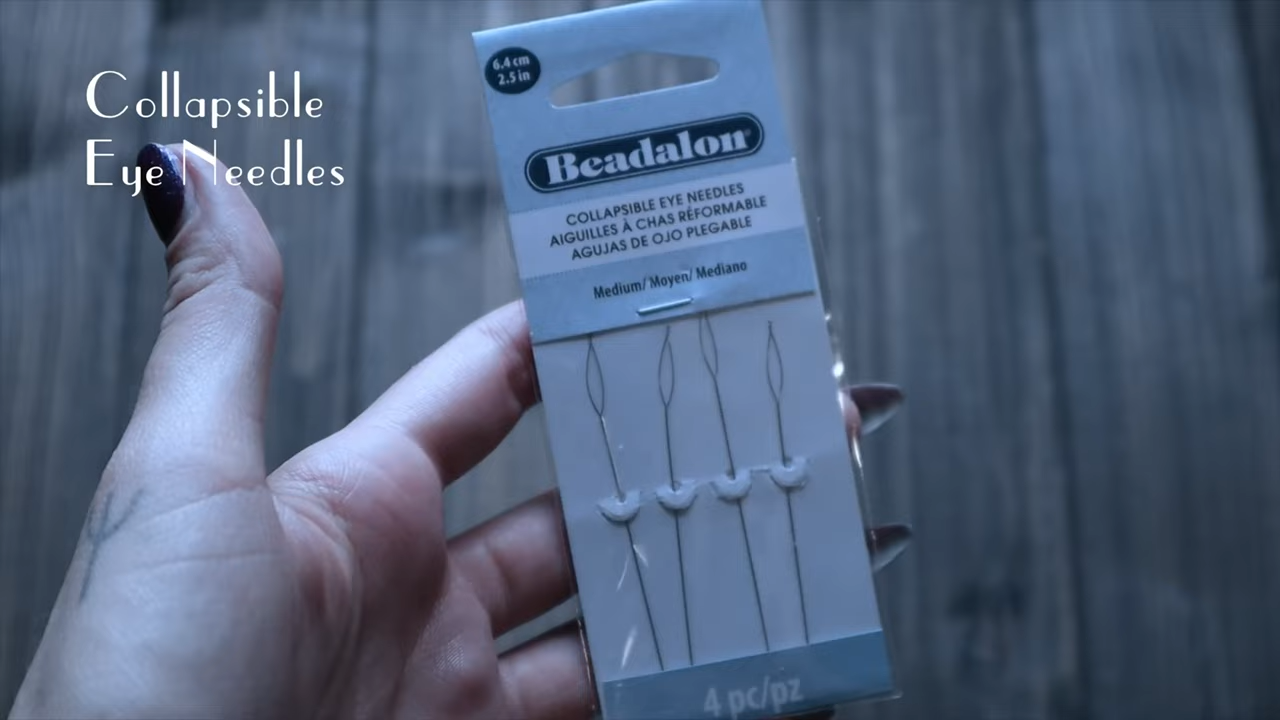 Collapsible
Eye Needles
6.4 cm
2.5 in
Beadalon®
COLLAPSIBLE EYE NEEDLES
AIGUILLES À CHAS RÉFORMABLE
AGUJAS DE OJO PLEGABLE
Medium/ Moyen/ Mediano
4 pc/pz